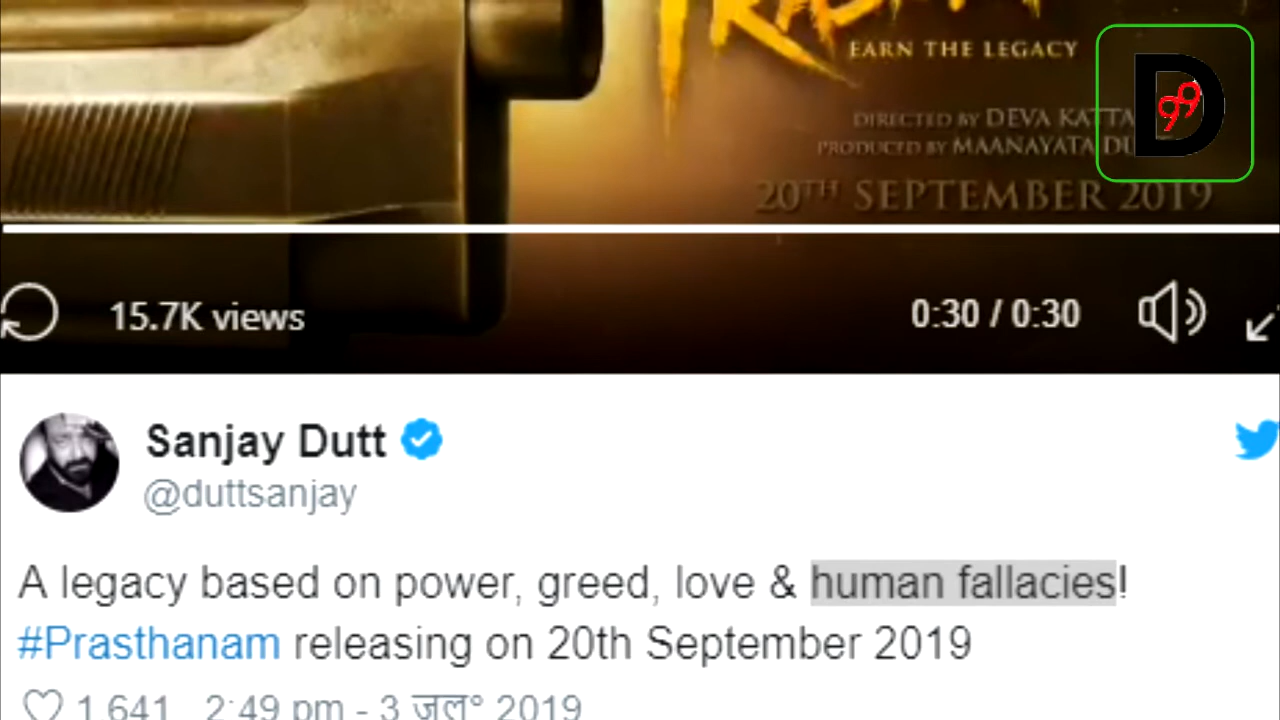 EARN THE LEGACY
DIRECTED BY DEVA KATTA
PRODUCED BY MAANAYATA DU
20TH SEPTEMBER 2019
D
99
15.7K views
0:30 / 0:30
Sanjay Dutt
@duttsanjay
A legacy based on power, greed, love & human fallacies!
#Prasthanam releasing on 20th September 2019
1,641 2:49 pm - 3 जुल॰ 2019